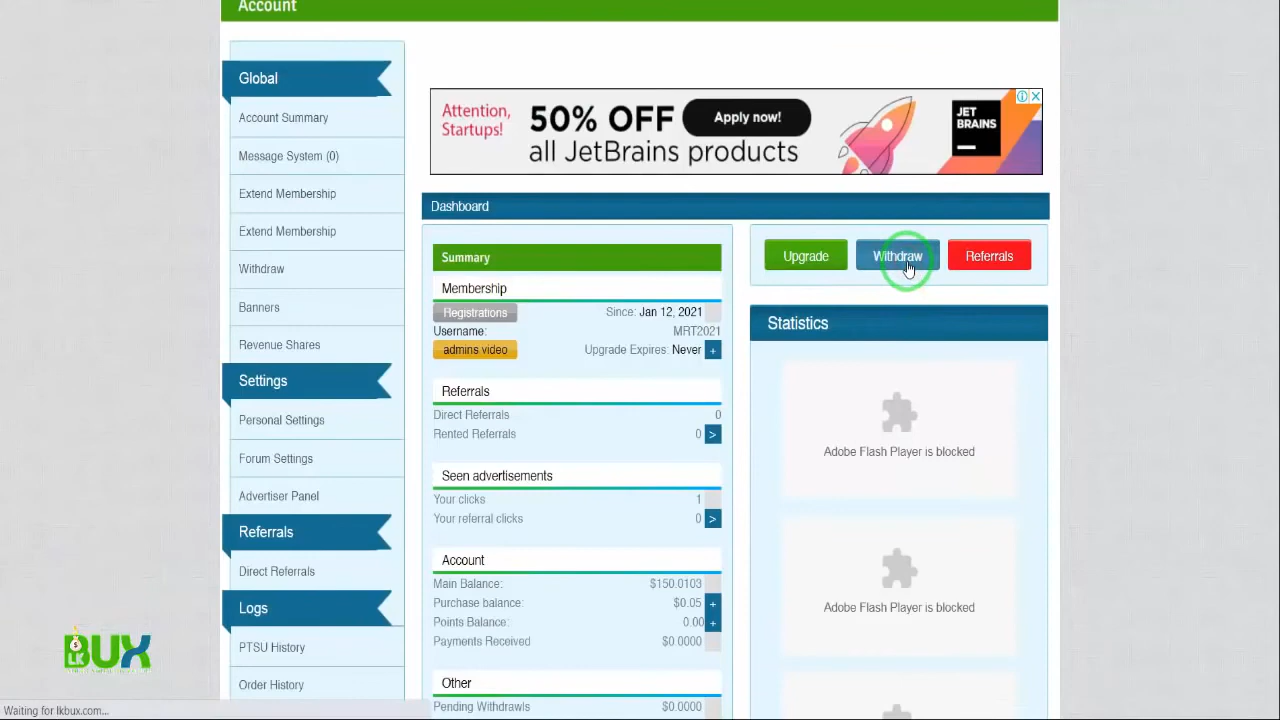 Account
Global
Account Summary
Message System (0)
Extend Membership
Extend Membership
Withdraw
Banners
Revenue Shares
Settings
Personal Settings
Forum Settings
Advertiser Panel
Referrals
Direct Referrals
Logs
PTSU History
Order History
Attention,
Startups!
50% OFF
all JetBrains products
Apply now!
JET
BRAINS
Dashboard
Summary
Membership
Registrations Since: Jan 12, 2021
Username: MRT2021
admins video Upgrade Expires: Never +
Referrals
Direct Referrals 0
Rented Referrals 0 >
Seen advertisements
Your clicks 1
Your referral clicks 0 >
Account
Main Balance: $150.0103
Purchase balance: $0.05 +
Points Balance: 0.00 +
Payments Received $0.0000
Other
Pending Withdrawls $0.0000
Upgrade Withdraw Referrals
Statistics
Adobe Flash Player is blocked
Adobe Flash Player is blocked
LK
BUX
Waiting for lkbux.com...